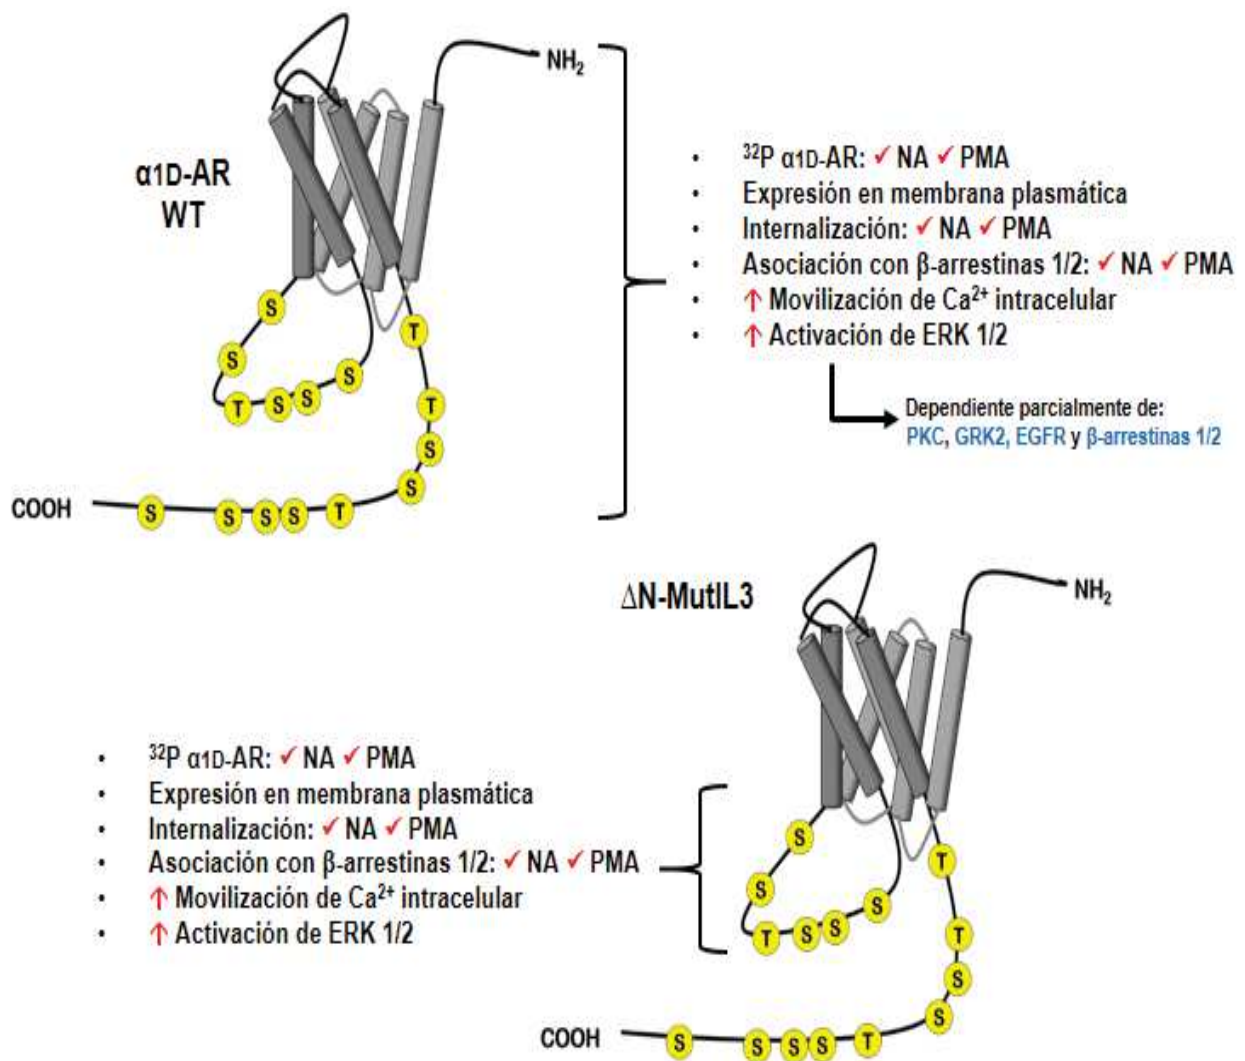 NH₂
α1D-AR
WT
• ³²P α1D-AR: ✓ NA ✓ PMA
• Expresión en membrana plasmática
• Internalización: ✓ NA ✓ PMA
• Asociación con β-arrestinas 1/2: ✓ NA ✓ PMA
• ↑ Movilización de Ca²⁺ intracelular
• ↑ Activación de ERK 1/2
Dependiente parcialmente de:
PKC, GRK2, EGFR y β-arrestinas 1/2
S
S
T S S S
T
T
S
S
COOH S S S S T
ΔN-MutIL3
NH₂
• ³²P α1D-AR: ✓ NA ✓ PMA
• Expresión en membrana plasmática
• Internalización: ✓ NA ✓ PMA
• Asociación con β-arrestinas 1/2: ✓ NA ✓ PMA
• ↑ Movilización de Ca²⁺ intracelular
• ↑ Activación de ERK 1/2
S
S
T S S S
T
T
S
S
COOH S S S S T